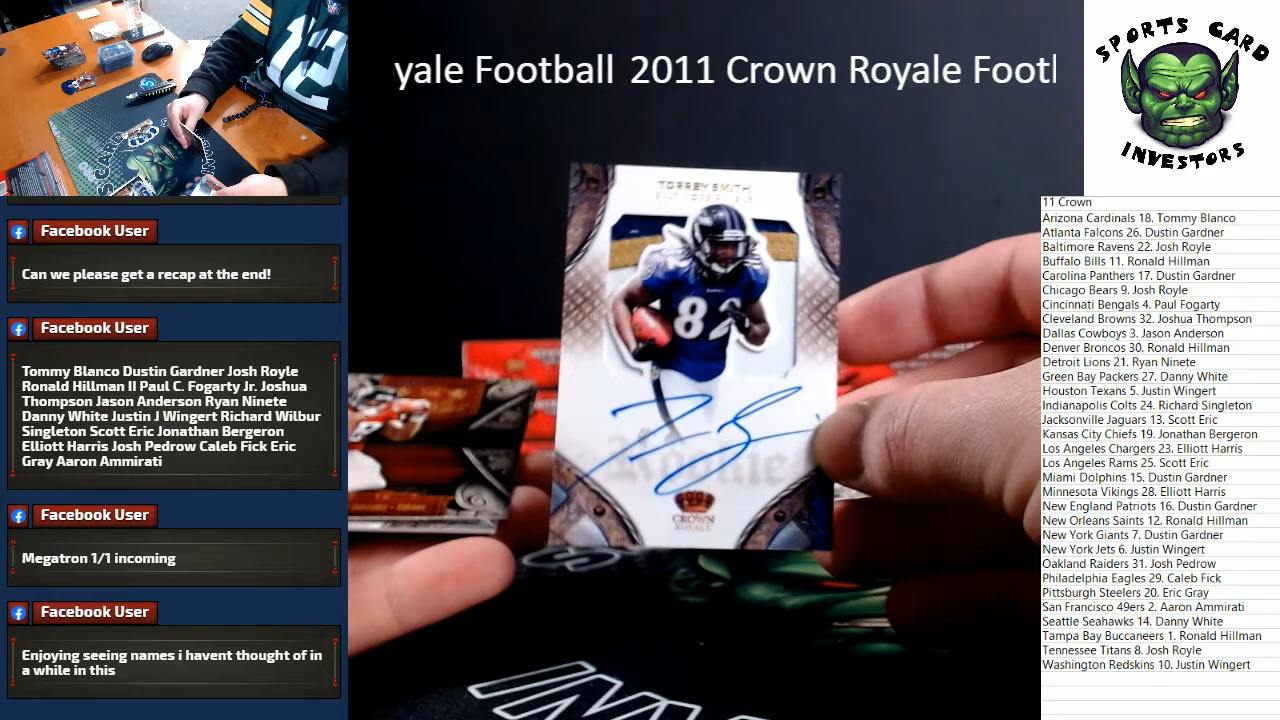 yale Football 2011 Crown Royale Footl
SPORTS CARD
INVESTORS
Facebook User
Can we please get a recap at the end!
Facebook User
Tommy Blanco Dustin Gardner Josh Royle
Ronald Hillman II Paul C. Fogarty Jr. Joshua
Thompson Jason Anderson Ryan Ninete
Danny White Justin J Wingert Richard Wilbur
Singleton Scott Eric Jonathan Bergeron
Elliott Harris Josh Pedrow Caleb Fick Eric
Gray Aaron Ammirati
Facebook User
Megatron 1/1 incoming
Facebook User
Enjoying seeing names i havent thought of in
a while in this
12
TORREY SMITH
BALTIMORE RAVENS
82
Royale
CROWN
ROYALE
11 Crown
Arizona Cardinals 18. Tommy Blanco
Atlanta Falcons 26. Dustin Gardner
Baltimore Ravens 22. Josh Royle
Buffalo Bills 11. Ronald Hillman
Carolina Panthers 17. Dustin Gardner
Chicago Bears 9. Josh Royle
Cincinnati Bengals 4. Paul Fogarty
Cleveland Browns 32. Joshua Thompson
Dallas Cowboys 3. Jason Anderson
Denver Broncos 30. Ronald Hillman
Detroit Lions 21. Ryan Ninete
Green Bay Packers 27. Danny White
Houston Texans 5. Justin Wingert
Indianapolis Colts 24. Richard Singleton
Jacksonville Jaguars 13. Scott Eric
Kansas City Chiefs 19. Jonathan Bergeron
Los Angeles Chargers 23. Elliott Harris
Los Angeles Rams 25. Scott Eric
Miami Dolphins 15. Dustin Gardner
Minnesota Vikings 28. Elliott Harris
New England Patriots 16. Dustin Gardner
New Orleans Saints 12. Ronald Hillman
New York Giants 7. Dustin Gardner
New York Jets 6. Justin Wingert
Oakland Raiders 31. Josh Pedrow
Philadelphia Eagles 29. Caleb Fick
Pittsburgh Steelers 20. Eric Gray
San Francisco 49ers 2. Aaron Ammirati
Seattle Seahawks 14. Danny White
Tampa Bay Buccaneers 1. Ronald Hillman
Tennessee Titans 8. Josh Royle
Washington Redskins 10. Justin Wingert